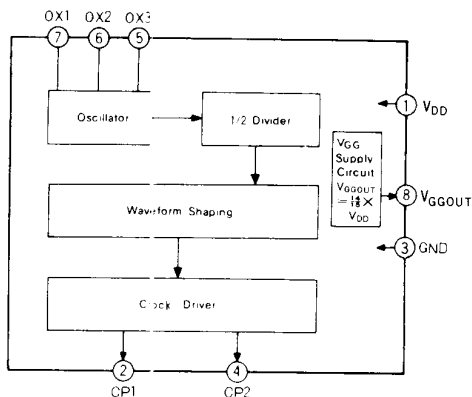 OX1 OX2 OX3
7 6 5
Oscillator
1/2 Divider
1 VDD
VGG
Supply
Circuit
VGGOUT
= 14/15 ×
VDD
8 VGGOUT
Waveform Shaping
3 GND
Clock Driver
2 4
CP1 CP2